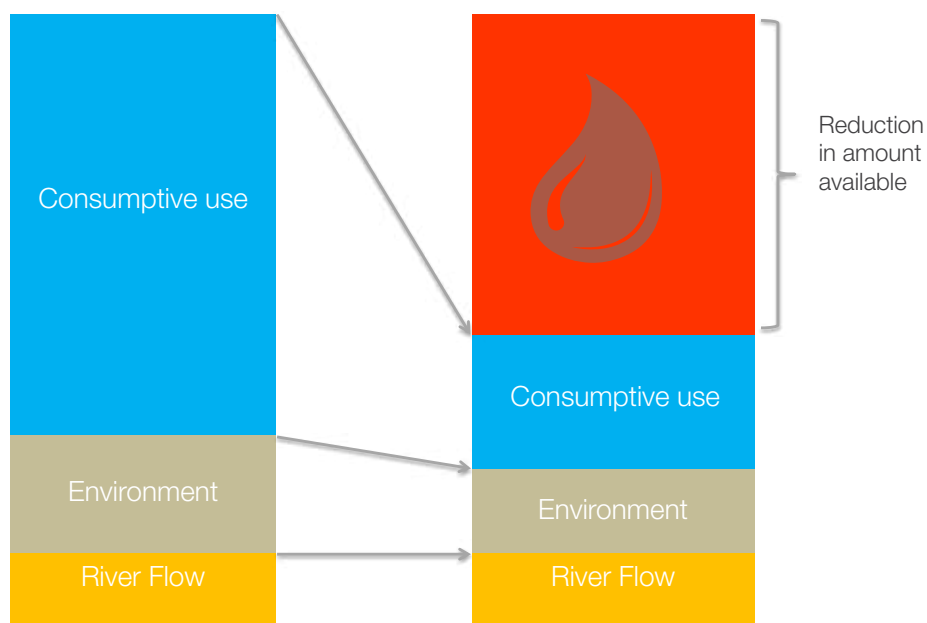 Consumptive use
Environment
River Flow
Consumptive use
Environment
River Flow
Reduction
in amount
available